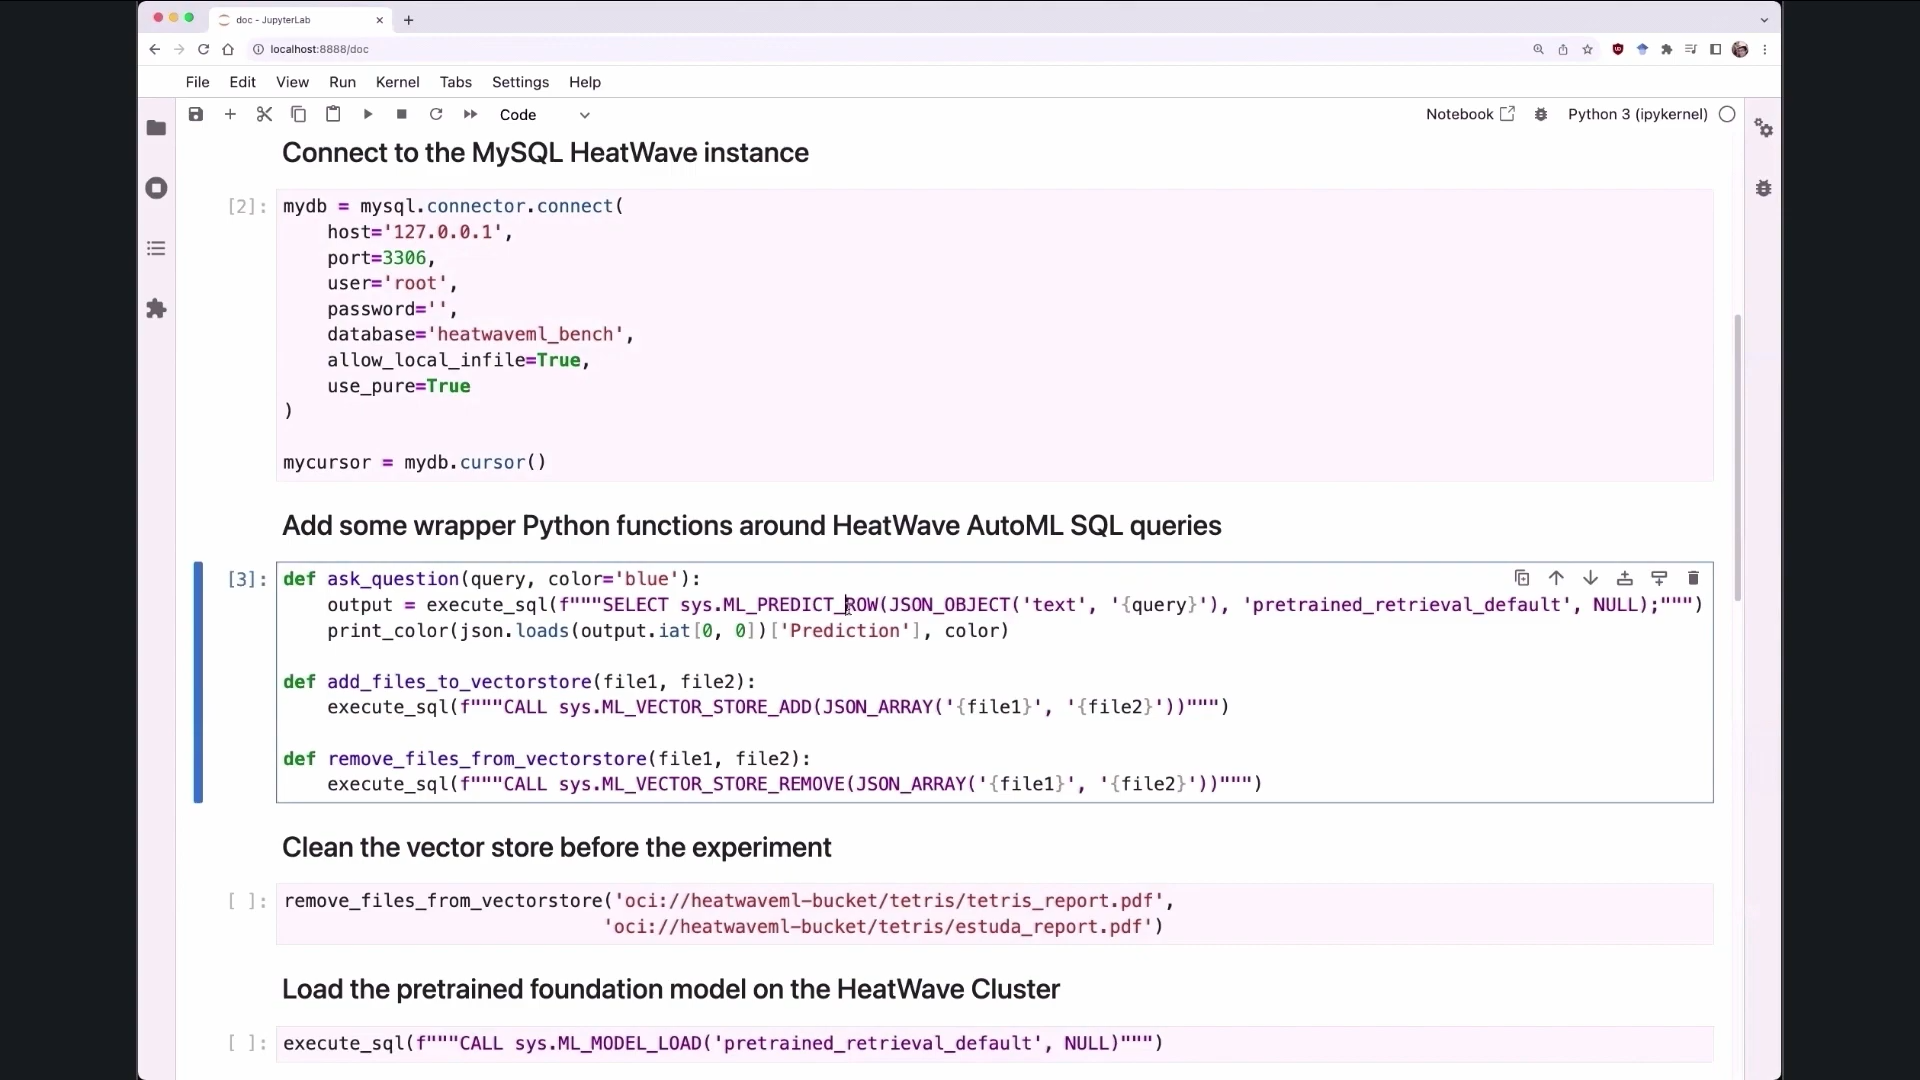 doc - JupyterLab
localhost:8888/doc
File Edit View Run Kernel Tabs Settings Help
Code
Notebook
Python 3 (ipykernel)
Connect to the MySQL HeatWave instance
[2]:
mydb = mysql.connector.connect(
    host='127.0.0.1',
    port=3306,
    user='root',
    password='',
    database='heatwaveml_bench',
    allow_local_infile=True,
    use_pure=True
)
mycursor = mydb.cursor()
Add some wrapper Python functions around HeatWave AutoML SQL queries
[3]:
def ask_question(query, color='blue'):
    output = execute_sql(f"""SELECT sys.ML_PREDICT_ROW(JSON_OBJECT('text', '{query}'), 'pretrained_retrieval_default', NULL);""")
    print_color(json.loads(output.iat[0, 0])['Prediction'], color)
def add_files_to_vectorstore(file1, file2):
    execute_sql(f"""CALL sys.ML_VECTOR_STORE_ADD(JSON_ARRAY('{file1}', '{file2}'))""")
def remove_files_from_vectorstore(file1, file2):
    execute_sql(f"""CALL sys.ML_VECTOR_STORE_REMOVE(JSON_ARRAY('{file1}', '{file2}'))""")
Clean the vector store before the experiment
[ ]:
remove_files_from_vectorstore('oci://heatwaveml-bucket/tetris/tetris_report.pdf',
                             'oci://heatwaveml-bucket/tetris/estuda_report.pdf')
Load the pretrained foundation model on the HeatWave Cluster
[ ]:
execute_sql(f"""CALL sys.ML_MODEL_LOAD('pretrained_retrieval_default', NULL)""")